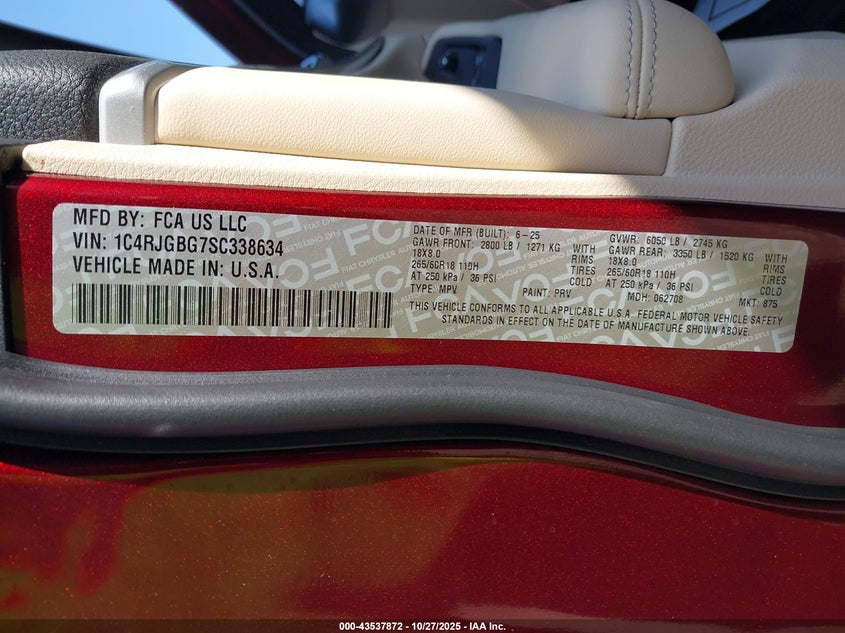 MFD BY: FCA US LLC
VIN: 1C4RJGBG7SC338634
VEHICLE MADE IN: U.S.A.
DATE OF MFR (BUILT): 6-25 GVWR: 6050 LB / 2745 KG
GAWR FRONT: 2800 LB / 1271 KG WITH GAWR REAR: 3350 LB / 1520 KG WITH
18X8.0 RIMS 18X8.0 RIMS
265/60R18 110H TIRES 265/60R18 110H TIRES
AT 250 kPa / 36 PSI COLD AT 250 kPa / 36 PSI COLD
TYPE: MPV PAINT: PRV MDH: 062708 MKT: 875
THIS VEHICLE CONFORMS TO ALL APPLICABLE U.S.A. FEDERAL MOTOR VEHICLE SAFETY
STANDARDS IN EFFECT ON THE DATE OF MANUFACTURE SHOWN ABOVE.
000-43537872 - 10/27/2025 - IAA Inc.